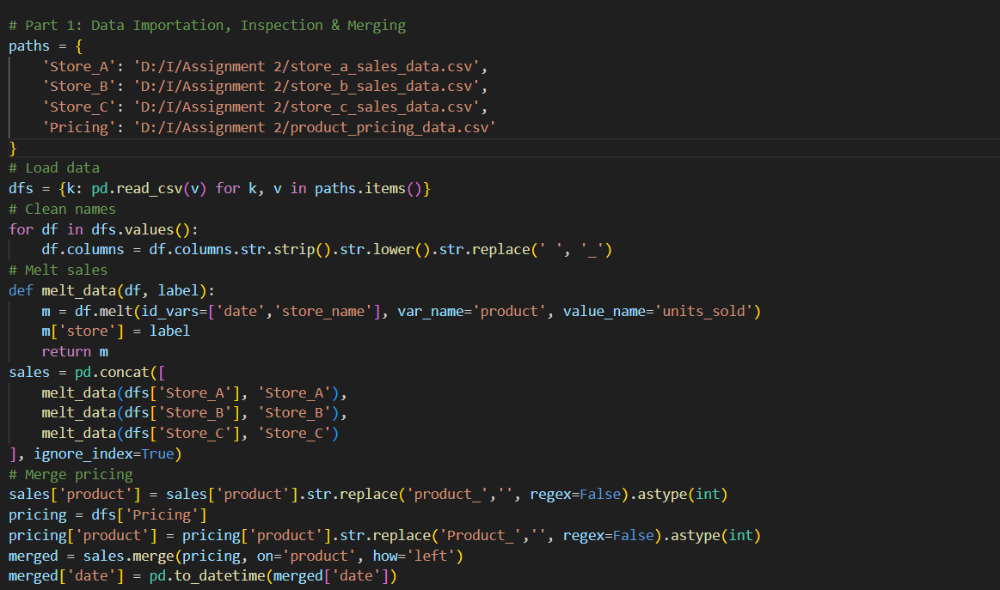 # Part 1: Data Importation, Inspection & Merging
paths = {
    'Store_A': 'D:/I/Assignment 2/store_a_sales_data.csv',
    'Store_B': 'D:/I/Assignment 2/store_b_sales_data.csv',
    'Store_C': 'D:/I/Assignment 2/store_c_sales_data.csv',
    'Pricing': 'D:/I/Assignment 2/product_pricing_data.csv'
}
# Load data
dfs = {k: pd.read_csv(v) for k, v in paths.items()}
# Clean names
for df in dfs.values():
    df.columns = df.columns.str.strip().str.lower().str.replace(' ', '_')
# Melt sales
def melt_data(df, label):
    m = df.melt(id_vars=['date','store_name'], var_name='product', value_name='units_sold')
    m['store'] = label
    return m
sales = pd.concat([
    melt_data(dfs['Store_A'], 'Store_A'),
    melt_data(dfs['Store_B'], 'Store_B'),
    melt_data(dfs['Store_C'], 'Store_C')
], ignore_index=True)
# Merge pricing
sales['product'] = sales['product'].str.replace('product_','', regex=False).astype(int)
pricing = dfs['Pricing']
pricing['product'] = pricing['product'].str.replace('Product_','', regex=False).astype(int)
merged = sales.merge(pricing, on='product', how='left')
merged['date'] = pd.to_datetime(merged['date'])